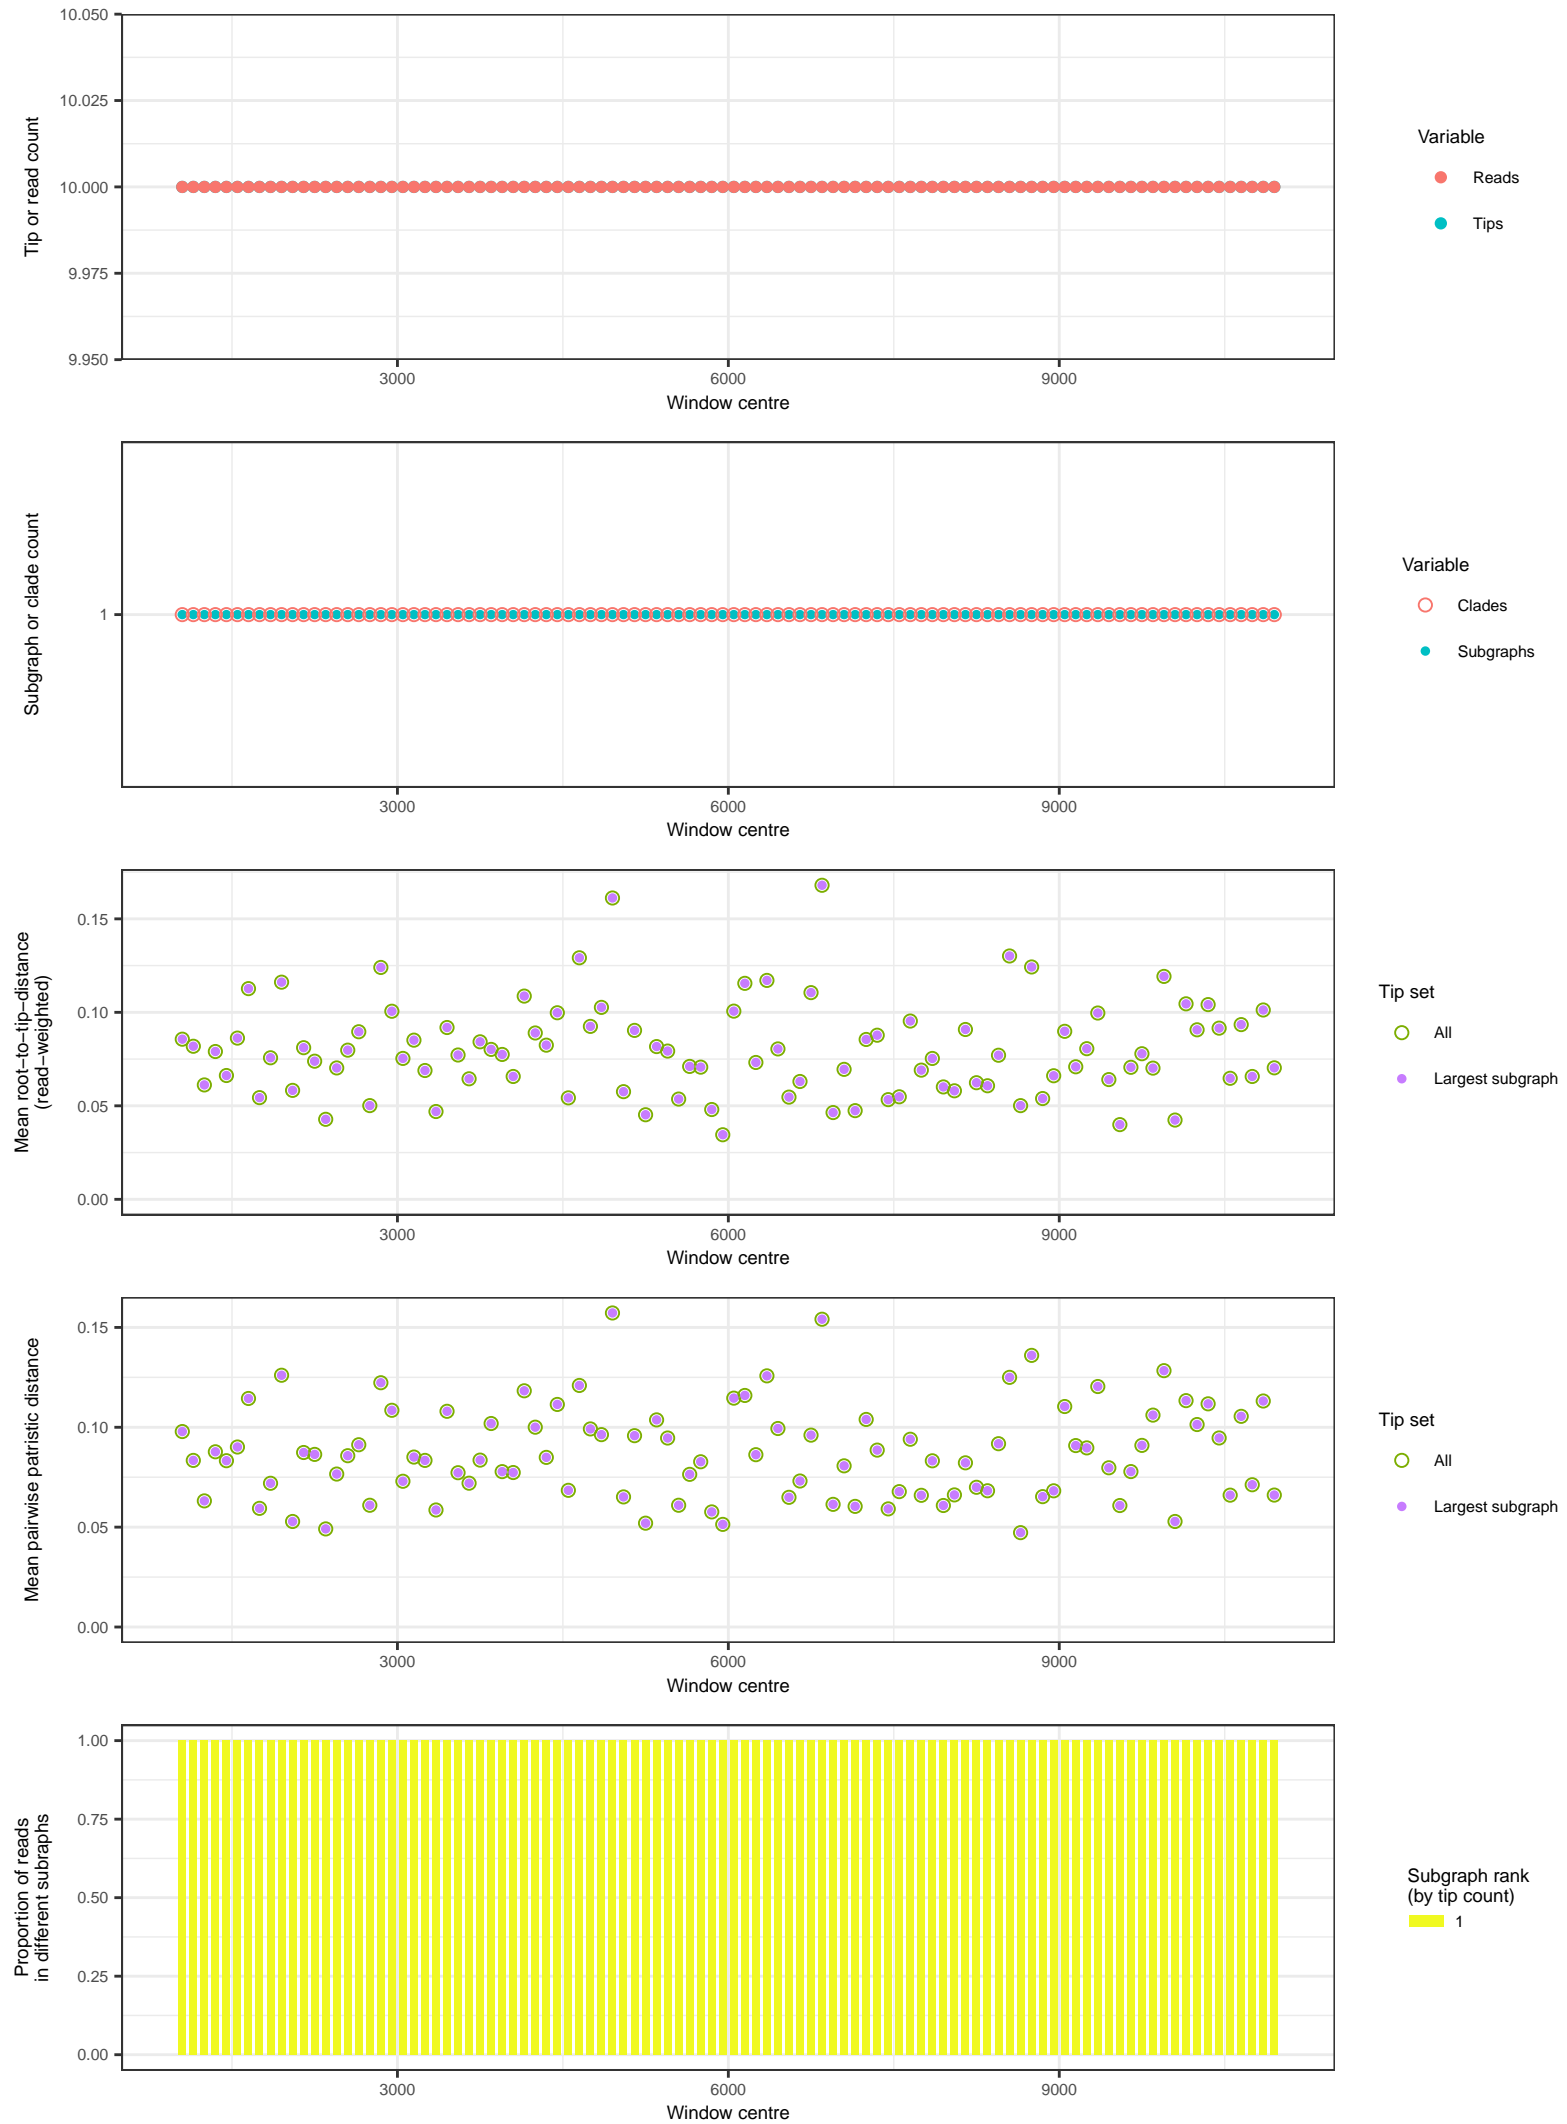 10.050
10.025
10.000
9.975
9.950
Tip or read count
3000 6000 9000
Window centre
Variable
Reads
Tips
1
Subgraph or clade count
3000 6000 9000
Window centre
Variable
Clades
Subgraphs
0.15
0.10
0.05
0.00
Mean root−to−tip−distance
(read−weighted)
3000 6000 9000
Window centre
Tip set
All
Largest subgraph
0.15
0.10
0.05
0.00
Mean pairwise patristic distance
3000 6000 9000
Window centre
Tip set
All
Largest subgraph
1.00
0.75
0.50
0.25
0.00
Proportion of reads
in different subraphs
3000 6000 9000
Window centre
Subgraph rank
(by tip count)
1